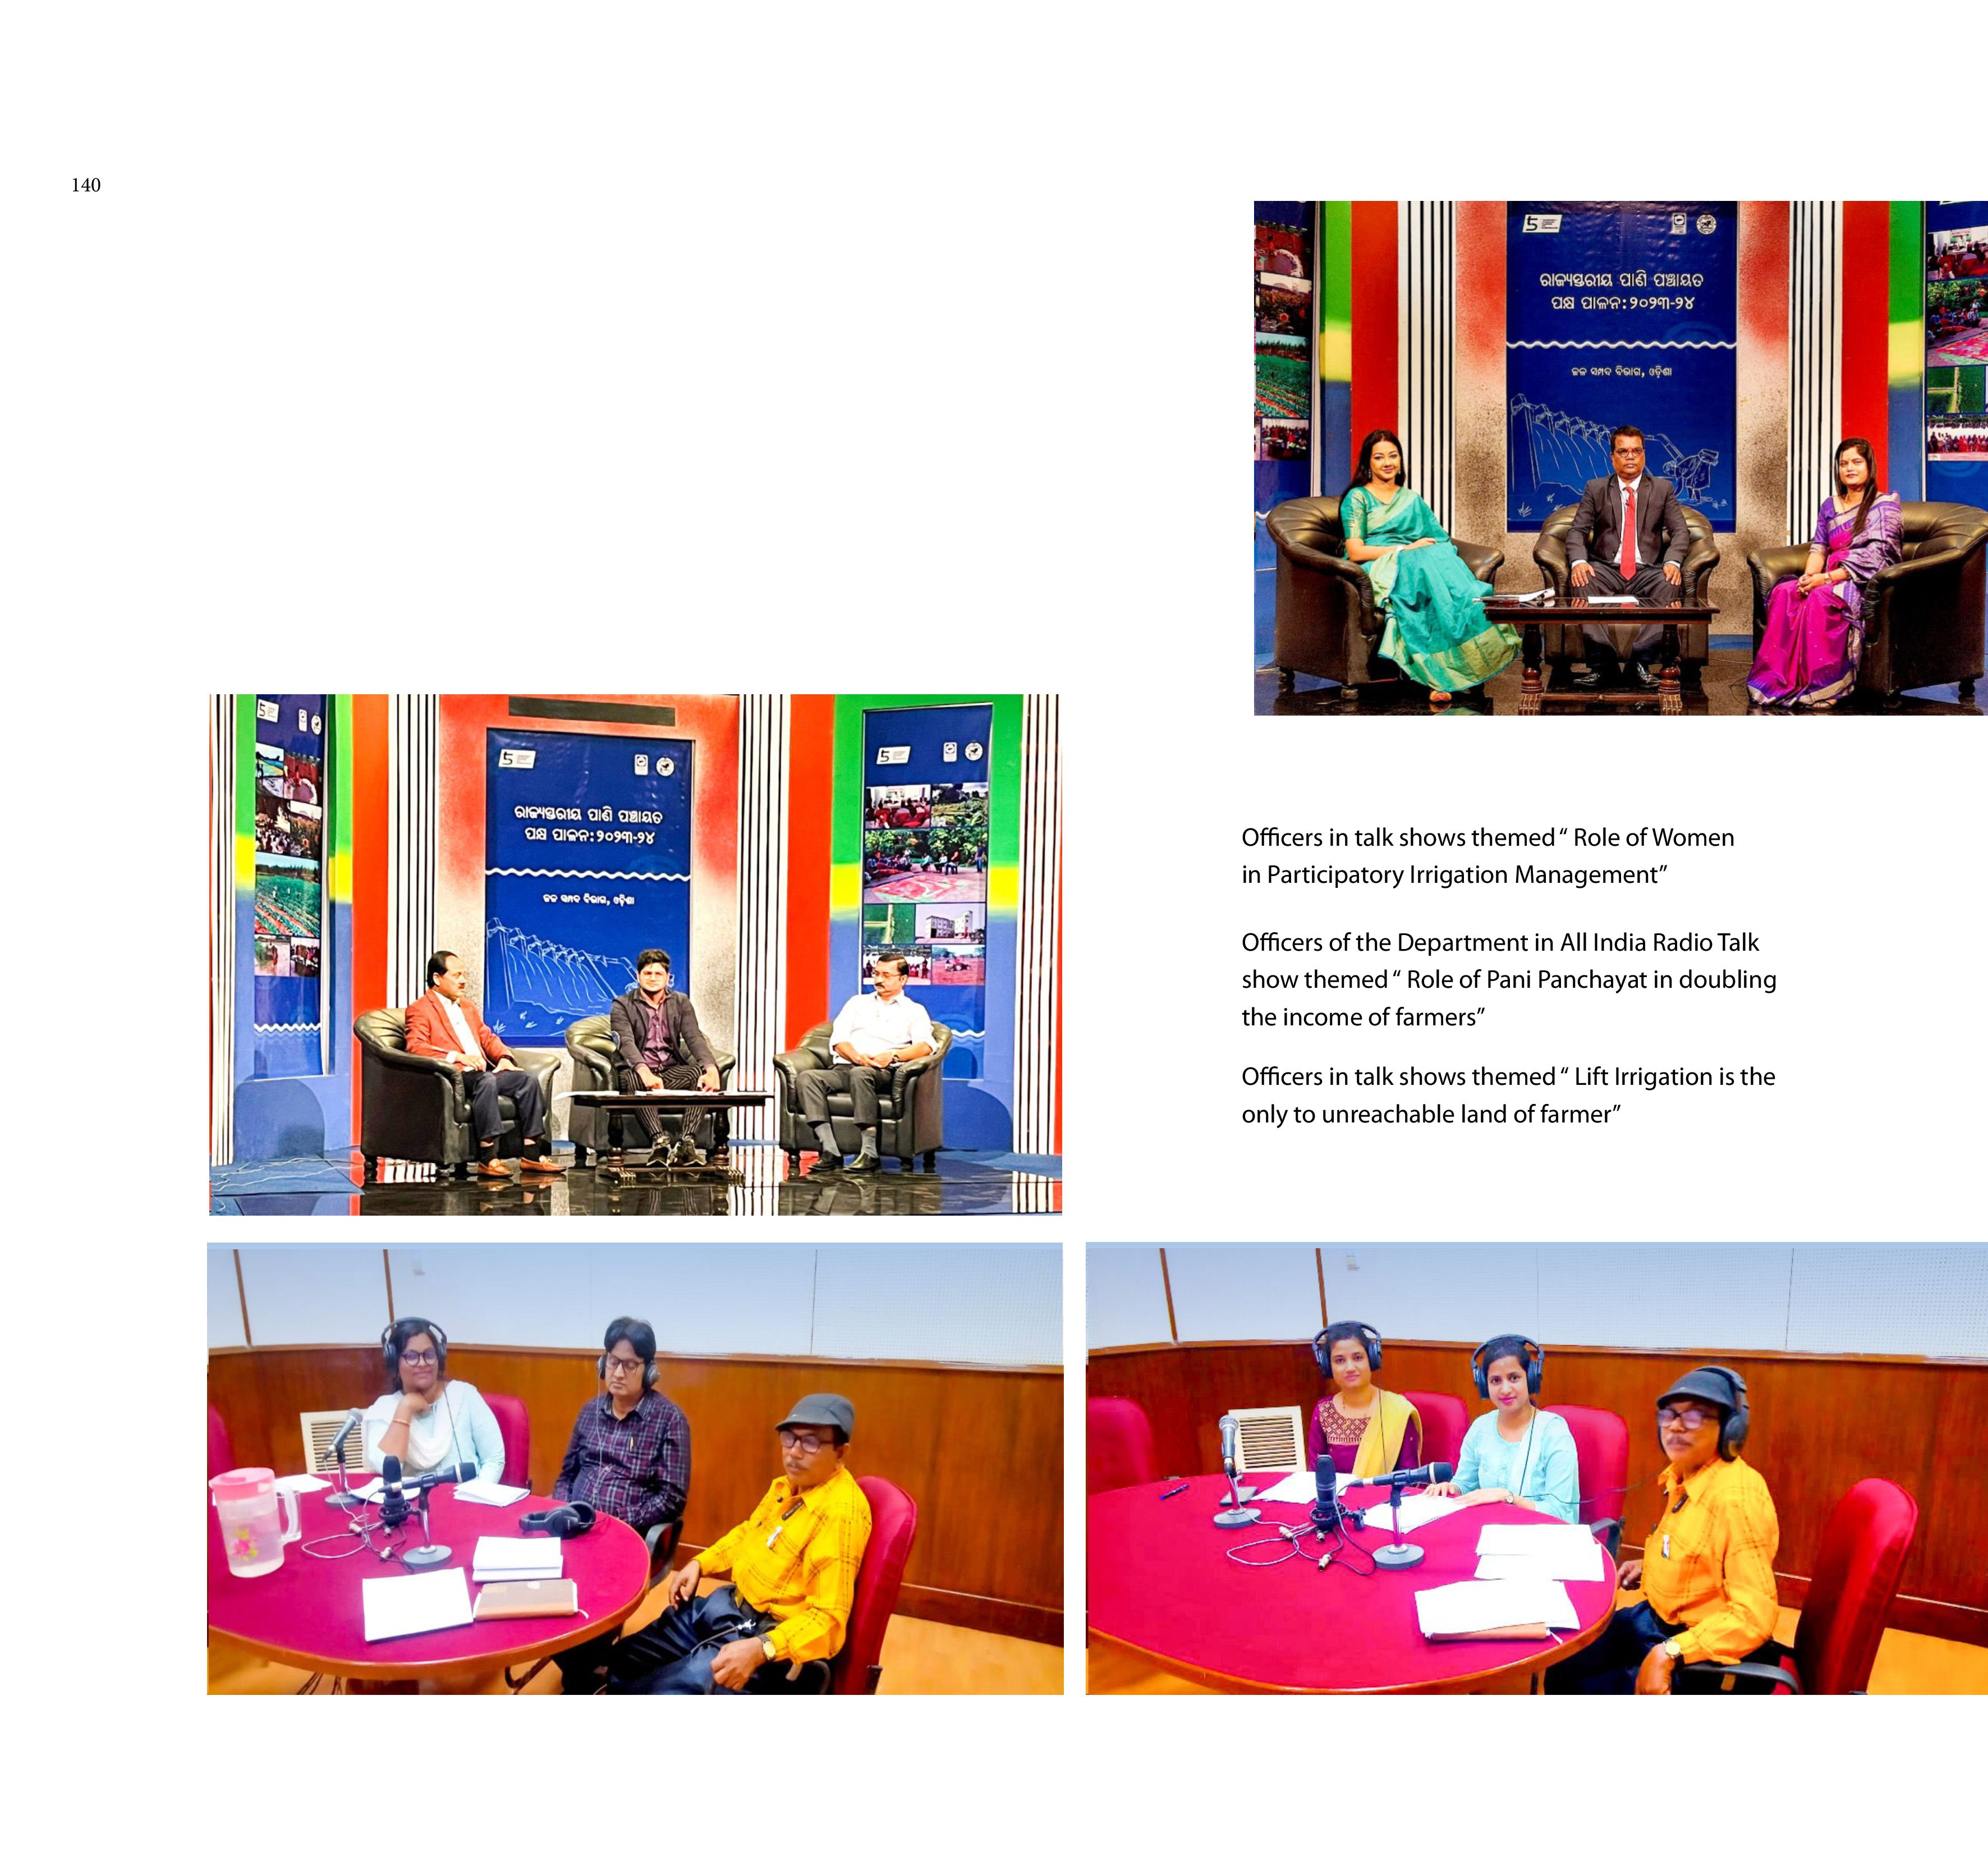 140
ରାଜ୍ୟସ୍ତରୀୟ ପାଣି ପଞ୍ଚାୟତ
ପକ୍ଷ ପାଳନ:୨୦୨୩-୨୪
ଜଳ ସମ୍ପଦ ବିଭାଗ, ଓଡ଼ିଶା
5
ରାଜ୍ୟସ୍ତରୀୟ ପାଣି ପଞ୍ଚାୟତ
ପକ୍ଷ ପାଳନ:୨୦୨୩-୨୪
ଜଳ ସମ୍ପଦ ବିଭାଗ, ଓଡ଼ିଶା
Officers in talk shows themed “ Role of Women
in Participatory Irrigation Management”
Officers of the Department in All India Radio Talk
show themed “ Role of Pani Panchayat in doubling
the income of farmers”
Officers in talk shows themed “ Lift Irrigation is the
only to unreachable land of farmer”